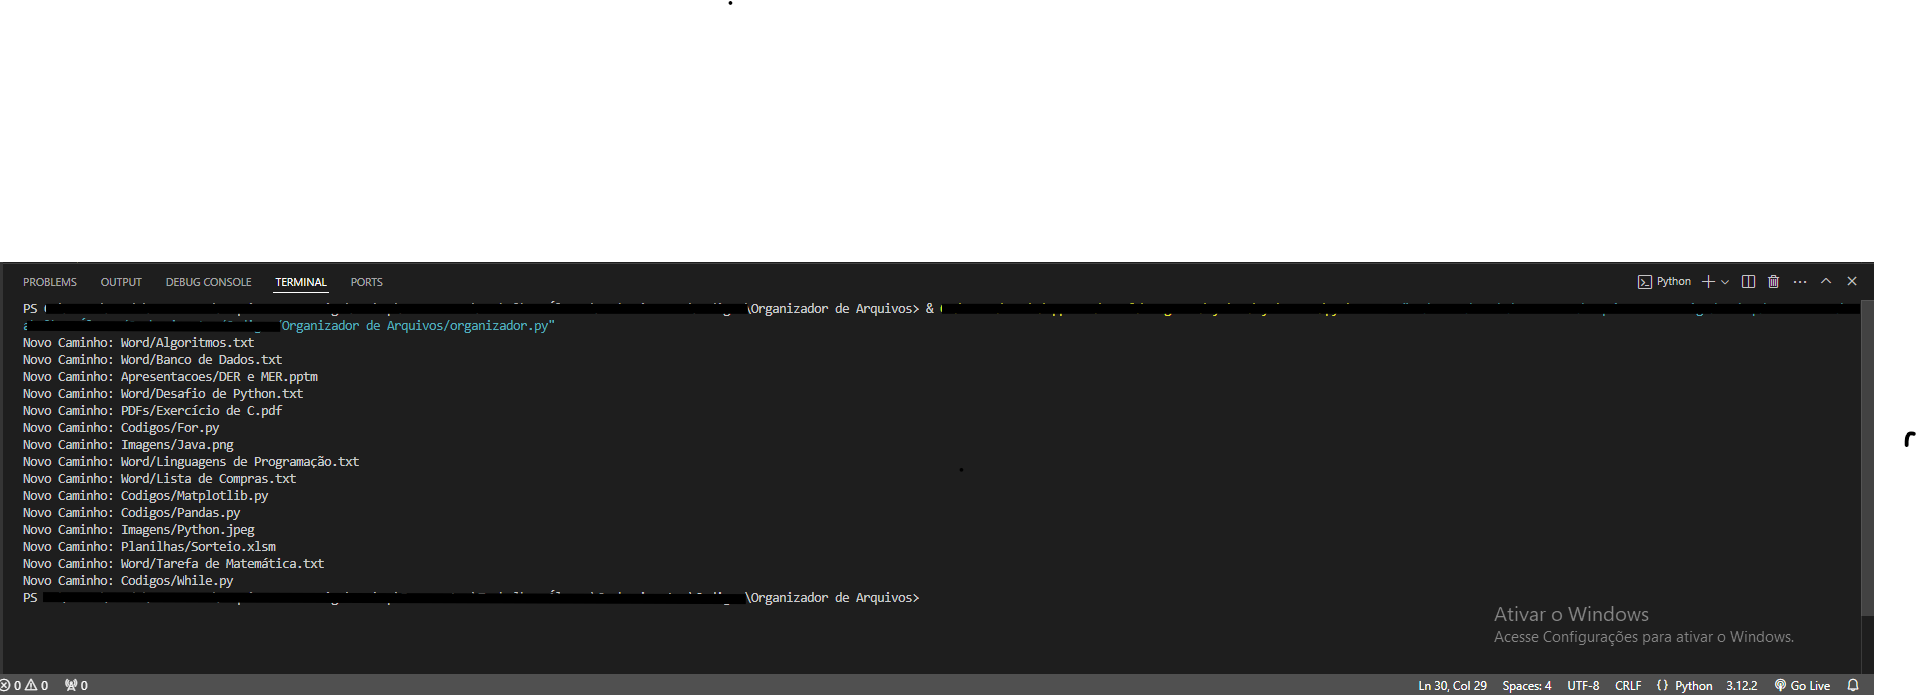 PROBLEMS OUTPUT DEBUG CONSOLE TERMINAL PORTS Python
PS \Organizador de Arquivos> &
/Organizador de Arquivos/organizador.py"
Novo Caminho: Word/Algoritmos.txt
Novo Caminho: Word/Banco de Dados.txt
Novo Caminho: Apresentacoes/DER e MER.pptm
Novo Caminho: Word/Desafio de Python.txt
Novo Caminho: PDFs/Exercício de C.pdf
Novo Caminho: Codigos/For.py
Novo Caminho: Imagens/Java.png
Novo Caminho: Word/Linguagens de Programação.txt
Novo Caminho: Word/Lista de Compras.txt
Novo Caminho: Codigos/Matplotlib.py
Novo Caminho: Codigos/Pandas.py
Novo Caminho: Imagens/Python.jpeg
Novo Caminho: Planilhas/Sorteio.xlsm
Novo Caminho: Word/Tarefa de Matemática.txt
Novo Caminho: Codigos/While.py
PS \Organizador de Arquivos>
Ativar o Windows
Acesse Configurações para ativar o Windows.
0 0 0 Ln 30, Col 29 Spaces: 4 UTF-8 CRLF {} Python 3.12.2 Go Live